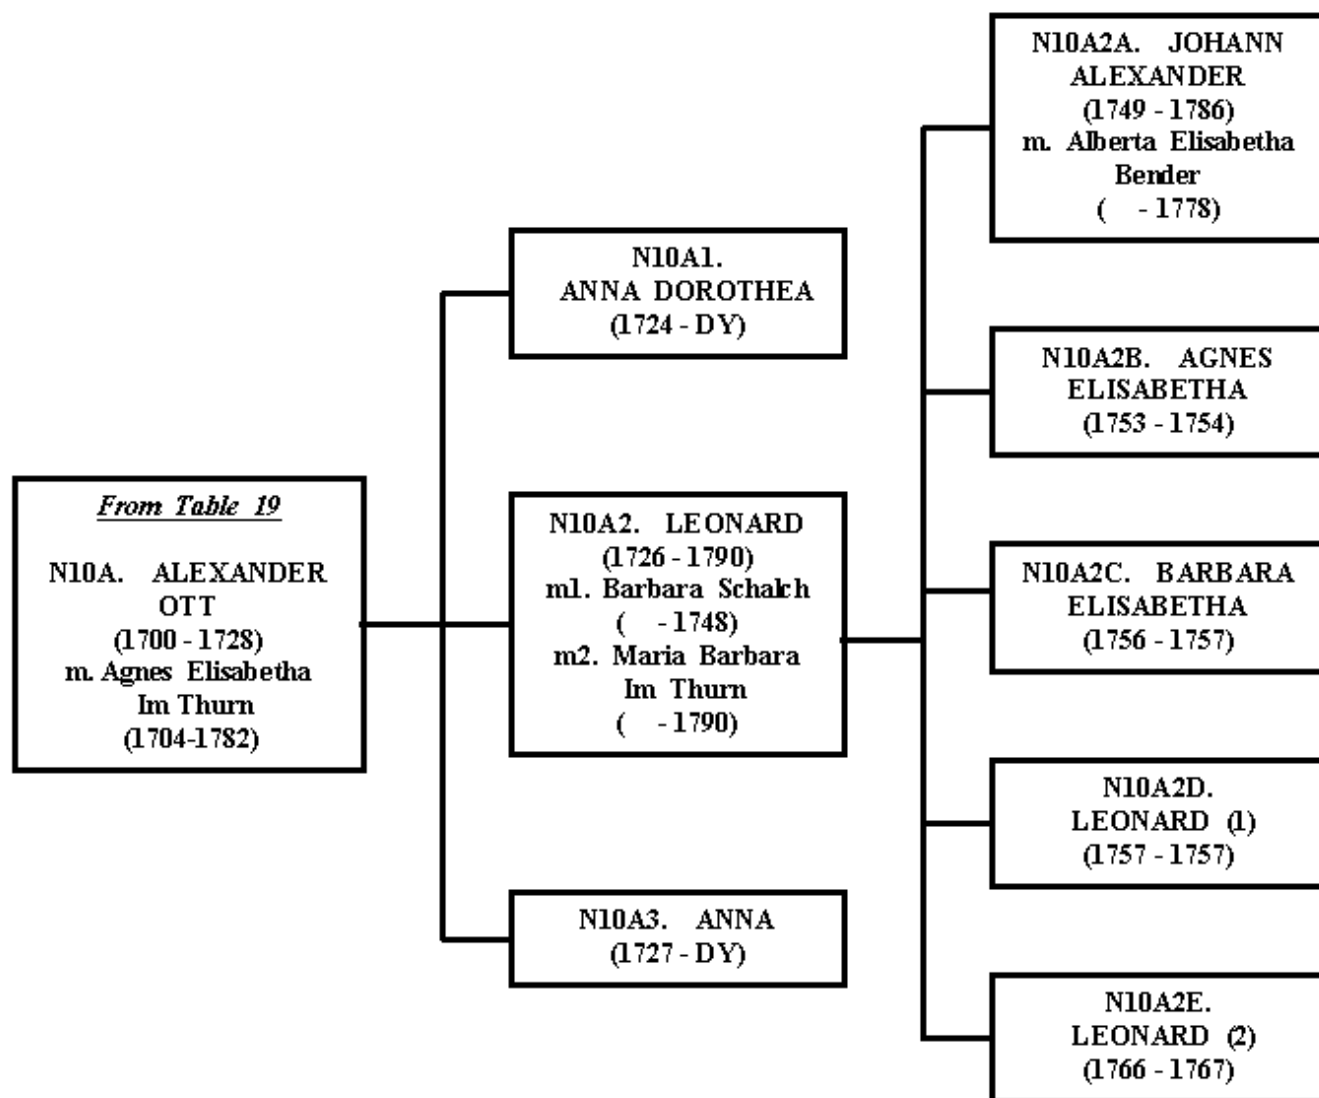 From Table 19
N10A. ALEXANDER
OTT
(1700 - 1728)
m. Agnes Elisabetha
Im Thurn
(1704-1782)
N10A1.
ANNA DOROTHEA
(1724 - DY)
N10A2. LEONARD
(1726 - 1790)
m1. Barbara Schalch
( - 1748)
m2. Maria Barbara
Im Thurn
( - 1790)
N10A3. ANNA
(1727 - DY)
N10A2A. JOHANN
ALEXANDER
(1749 - 1786)
m. Alberta Elisabetha
Bender
( - 1778)
N10A2B. AGNES
ELISABETHA
(1753 - 1754)
N10A2C. BARBARA
ELISABETHA
(1756 - 1757)
N10A2D.
LEONARD (1)
(1757 - 1757)
N10A2E.
LEONARD (2)
(1766 - 1767)